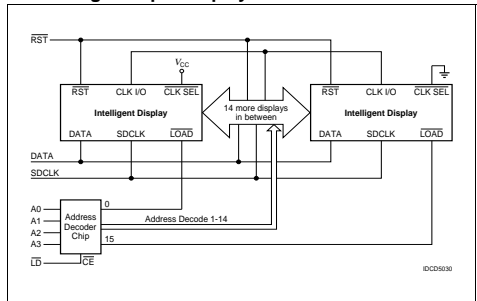 RST
VCC
RST CLK I/O CLK SEL
Intelligent Display
DATA SDCLK LOAD
14 more displays
in between
RST CLK I/O CLK SEL
Intelligent Display
DATA SDCLK LOAD
DATA
SDCLK
A0
A1
A2
A3
Address
Decoder
Chip
0
Address Decode 1-14
15
LD
CE
IDCD5030